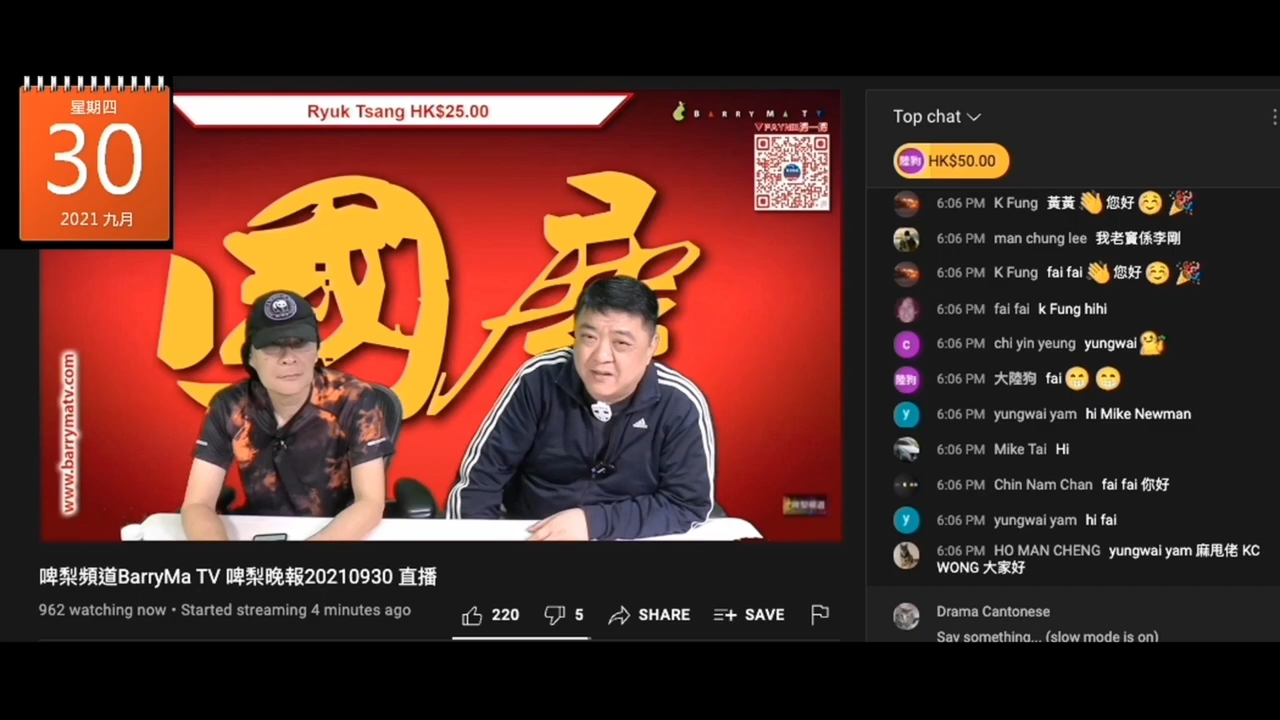 星期四
30
2021 九月
Ryuk Tsang HK$25.00
BARRYMATV
國
www.barrymatv.com
啤梨頻道BarryMa TV 啤梨晚報20210930 直播
962 watching now • Started streaming 4 minutes ago
220
5
SHARE
SAVE
Top chat
陸狗 HK$50.00
6:06 PM K Fung 黃黃👋您好☺️🎉
6:06 PM man chung lee 我老竇係李剛
6:06 PM K Fung fai fai👋您好☺️🎉
6:06 PM fai fai k Fung hihi
C 6:06 PM chi yin yeung yungwai
陸狗 6:06 PM 大陸狗 fai😁😁
y 6:06 PM yungwai yam hi Mike Newman
6:06 PM Mike Tai Hi
6:06 PM Chin Nam Chan fai fai 你好
y 6:06 PM yungwai yam hi fai
6:06 PM HO MAN CHENG yungwai yam 麻甩佬 KC
WONG 大家好
Drama Cantonese
Say something... (slow mode is on)